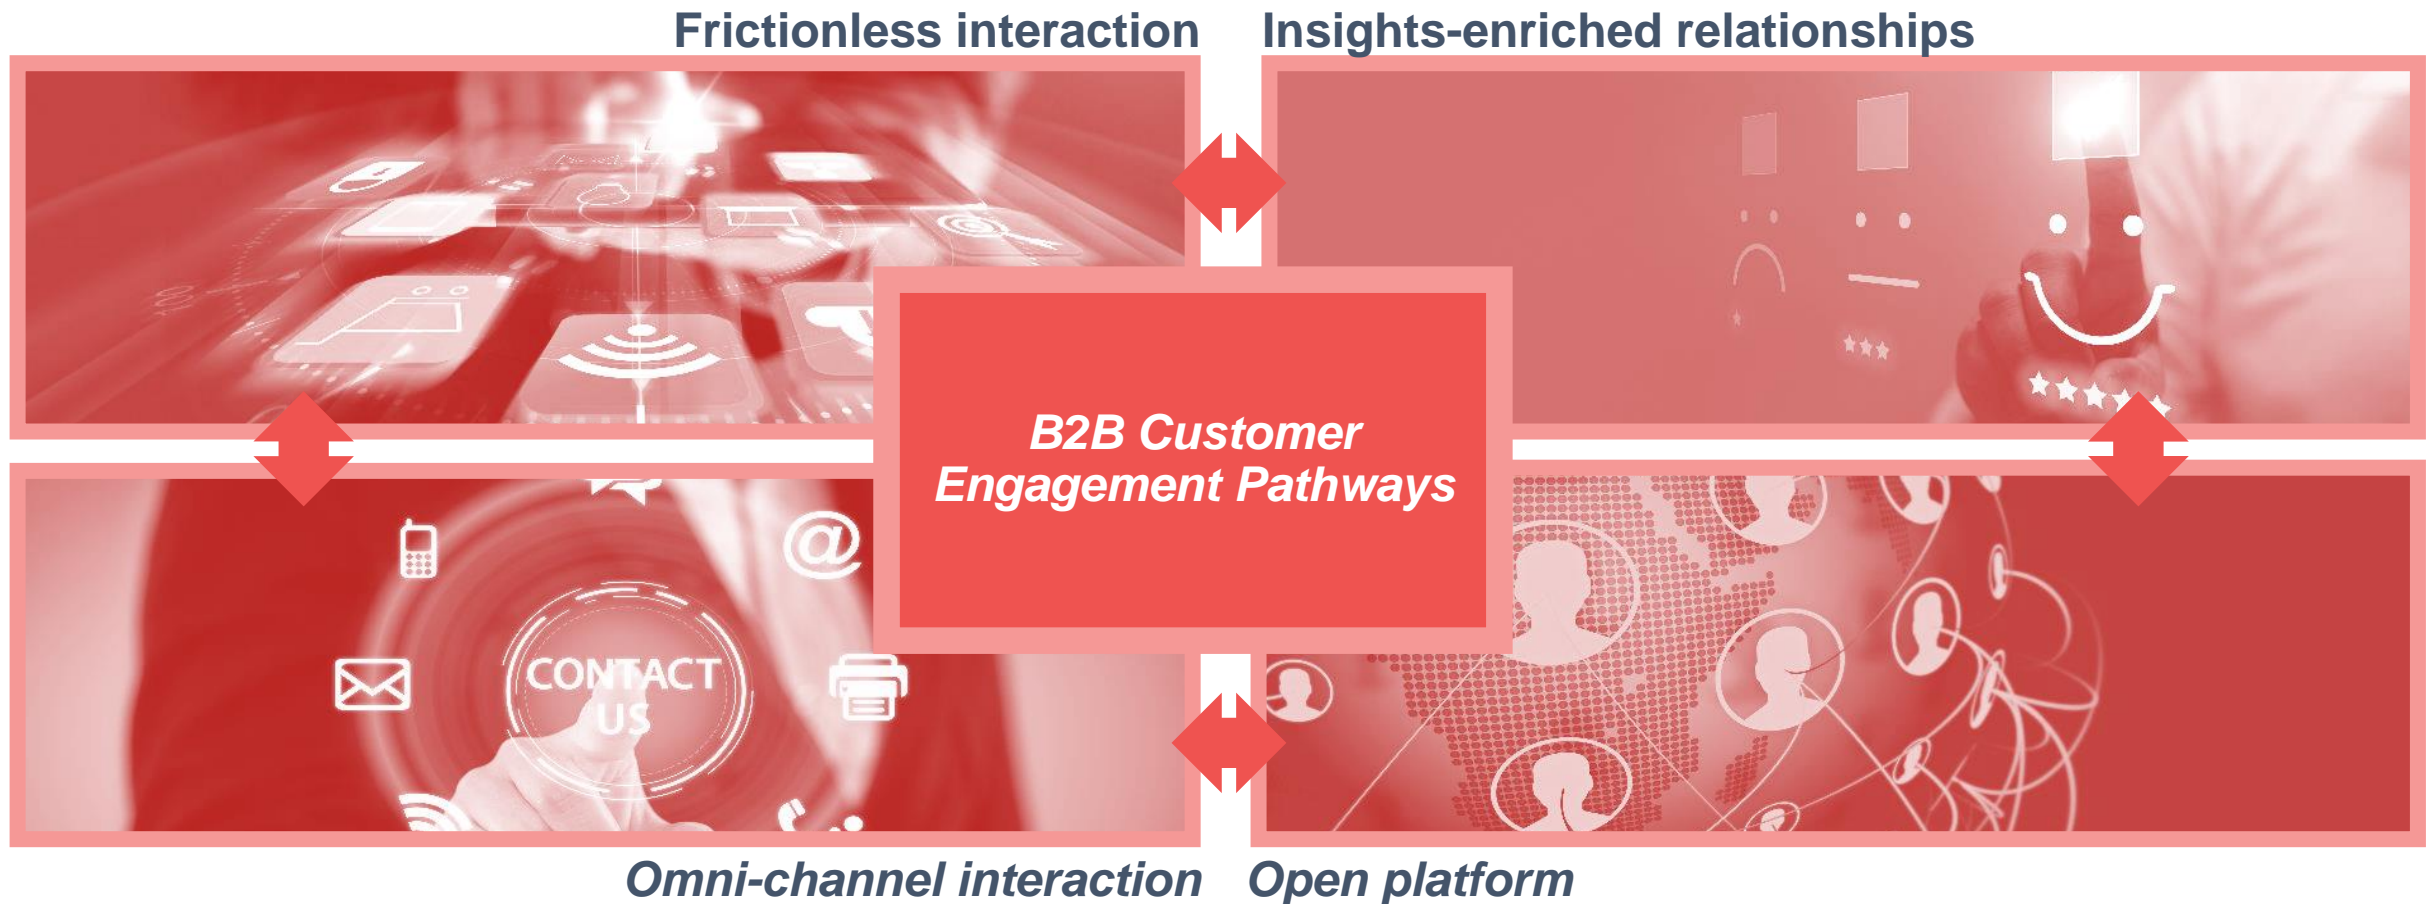 Frictionless interaction
Insights-enriched relationships
B2B Customer
Engagement Pathways
@
CONTACT
US
Omni-channel interaction
Open platform